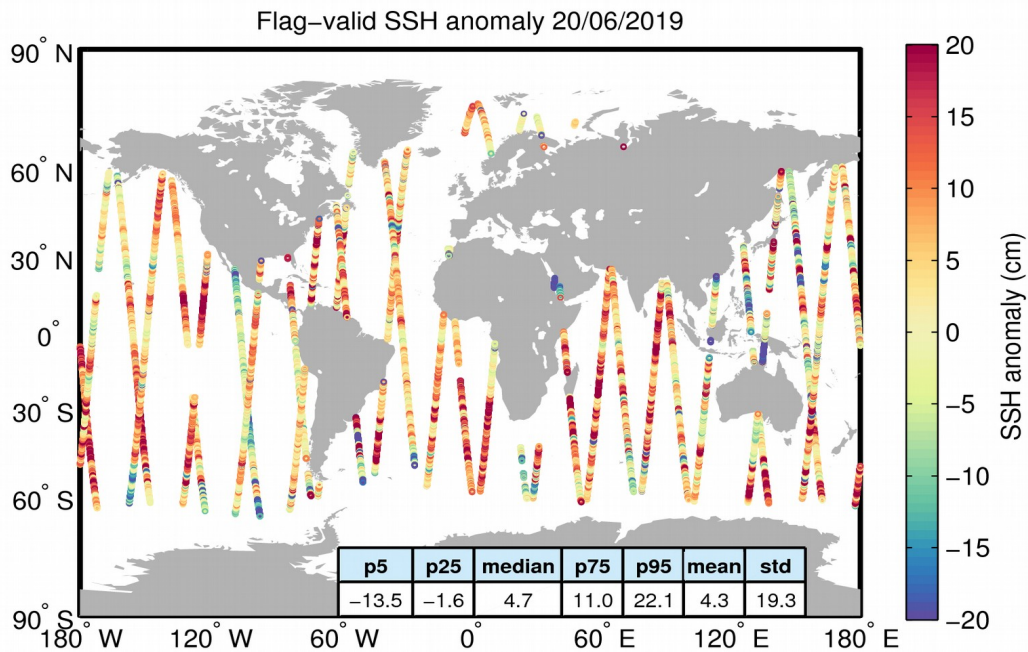 Flag−valid SSH anomaly 20/06/2019
90° N
60° N
30° N
0°
30° S
60° S
90° S
180° W 120° W 60° W 0° 60° E 120° E 180° E
p5 p25 median p75 p95 mean std
−13.5 −1.6 4.7 11.0 22.1 4.3 19.3
20
15
10
5
0
−5
−10
−15
−20
SSH anomaly (cm)